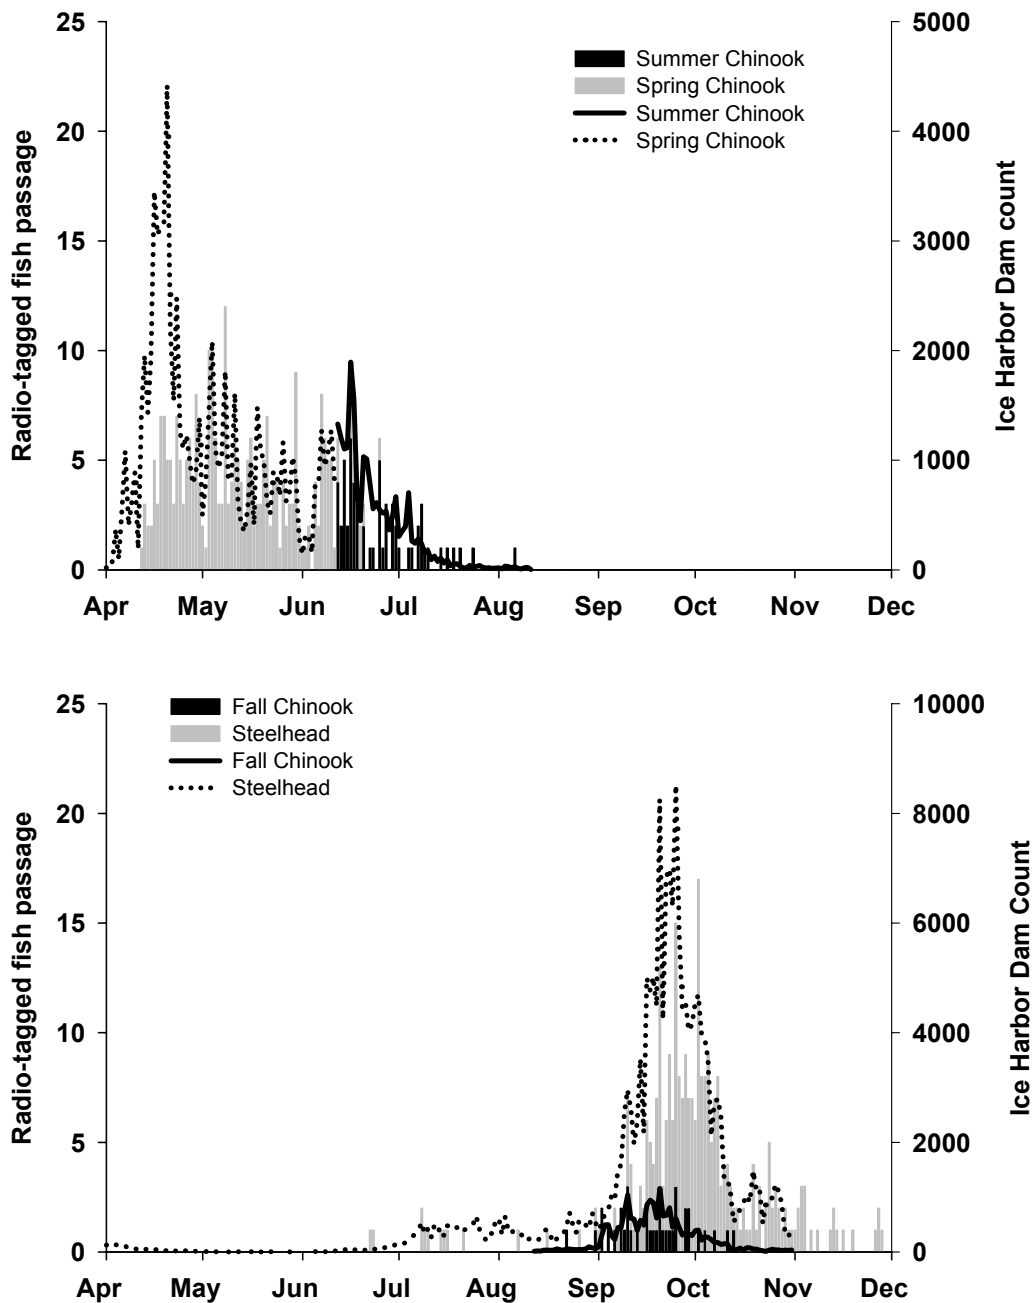 25
20
15
10
5
0
Radio-tagged fish passage
Summer Chinook
Spring Chinook
Summer Chinook
Spring Chinook
5000
4000
3000
2000
1000
0
Ice Harbor Dam count
Apr May Jun Jul Aug Sep Oct Nov Dec
25
20
15
10
5
0
Radio-tagged fish passage
Fall Chinook
Steelhead
Fall Chinook
Steelhead
10000
8000
6000
4000
2000
0
Ice Harbor Dam Count
Apr May Jun Jul Aug Sep Oct Nov Dec